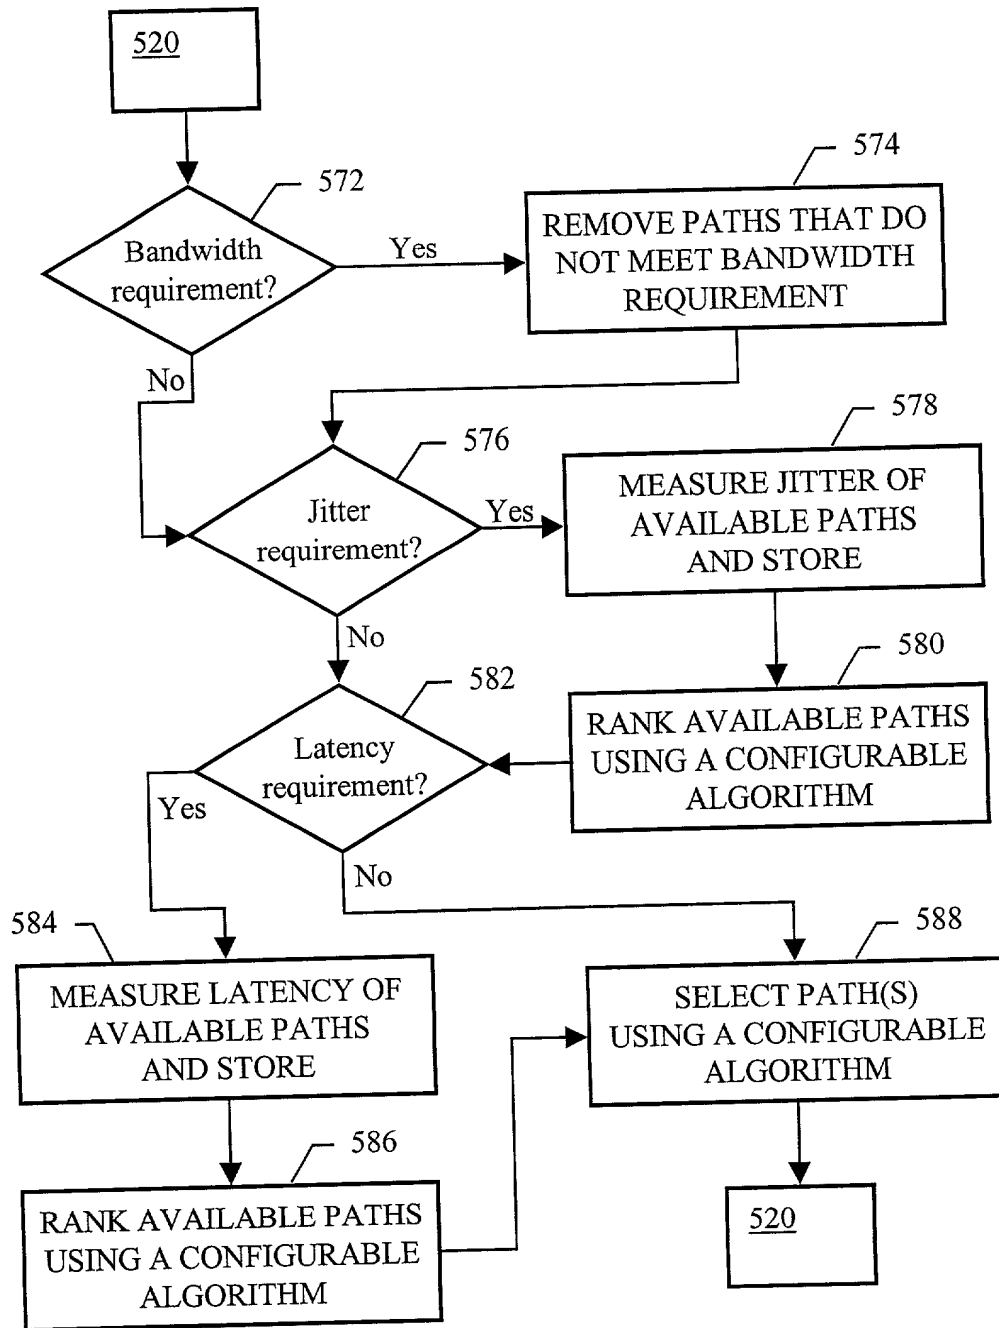 520
572
Bandwidth
requirement?
Yes
No
574
REMOVE PATHS THAT DO
NOT MEET BANDWIDTH
REQUIREMENT
576
Jitter
requirement?
Yes
No
578
MEASURE JITTER OF
AVAILABLE PATHS
AND STORE
580
RANK AVAILABLE PATHS
USING A CONFIGURABLE
ALGORITHM
582
Latency
requirement?
Yes
No
584
MEASURE LATENCY OF
AVAILABLE PATHS
AND STORE
586
RANK AVAILABLE PATHS
USING A CONFIGURABLE
ALGORITHM
588
SELECT PATH(S)
USING A CONFIGURABLE
ALGORITHM
520